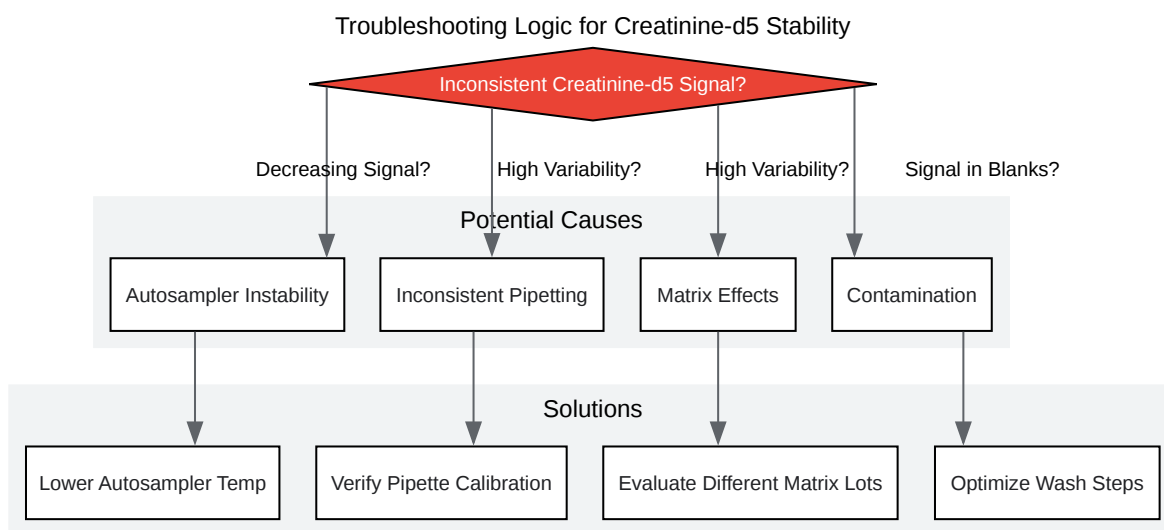 Troubleshooting Logic for Creatinine-d5 Stability
Inconsistent Creatinine-d5 Signal?
Decreasing Signal?
High Variability?
High Variability?
Signal in Blanks?
Potential Causes
Autosampler Instability
Inconsistent Pipetting
Matrix Effects
Contamination
Solutions
Lower Autosampler Temp
Verify Pipette Calibration
Evaluate Different Matrix Lots
Optimize Wash Steps